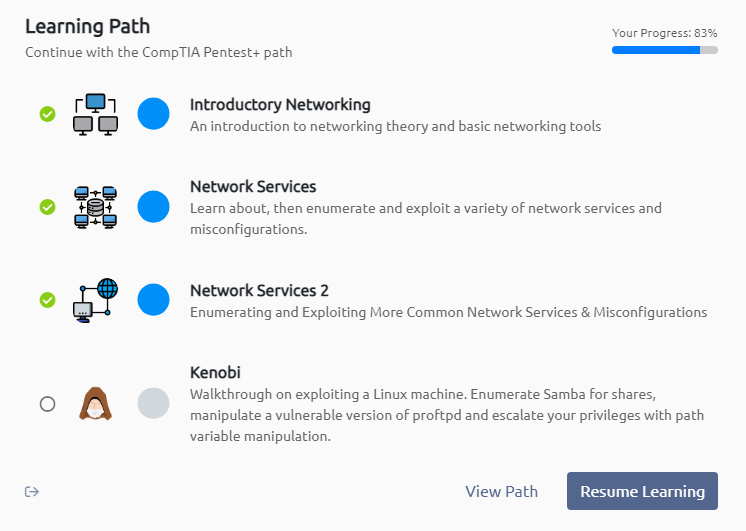 Learning Path
Your Progress: 83%
Continue with the CompTIA Pentest+ path
Introductory Networking
An introduction to networking theory and basic networking tools
Network Services
Learn about, then enumerate and exploit a variety of network services and
misconfigurations.
Network Services 2
Enumerating and Exploiting More Common Network Services & Misconfigurations
Kenobi
Walkthrough on exploiting a Linux machine. Enumerate Samba for shares,
manipulate a vulnerable version of proftpd and escalate your privileges with path
variable manipulation.
View Path
Resume Learning